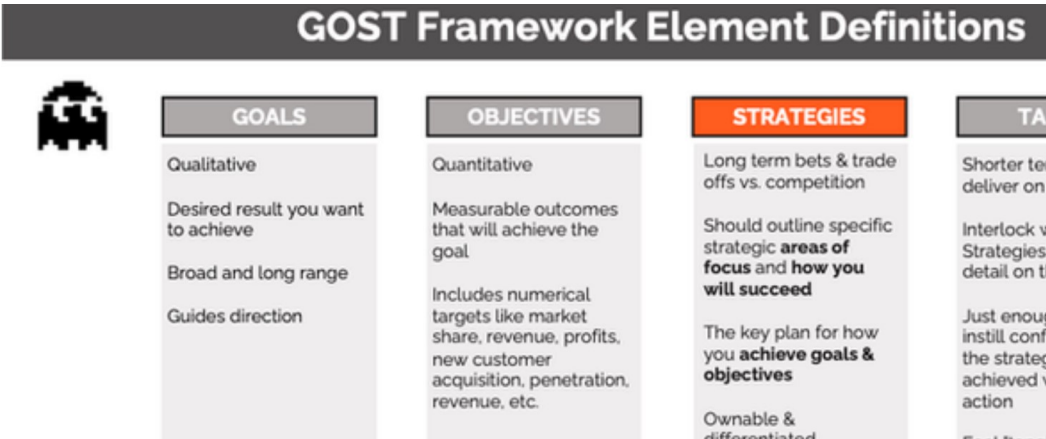 GOST Framework Element Definitions
GOALS
Qualitative
Desired result you want
to achieve
Broad and long range
Guides direction
OBJECTIVES
Quantitative
Measurable outcomes
that will achieve the
goal
Includes numerical
targets like market
share, revenue, profits,
new customer
acquisition, penetration,
revenue, etc.
STRATEGIES
Long term bets & trade
offs vs. competition
Should outline specific
strategic areas of
focus and how you
will succeed
The key plan for how
you achieve goals &
objectives
Ownable &
differentiated
TA
Shorter te
deliver on
Interlock
Strategies
detail on
Just enoug
instill conf
the strateg
achieved
action